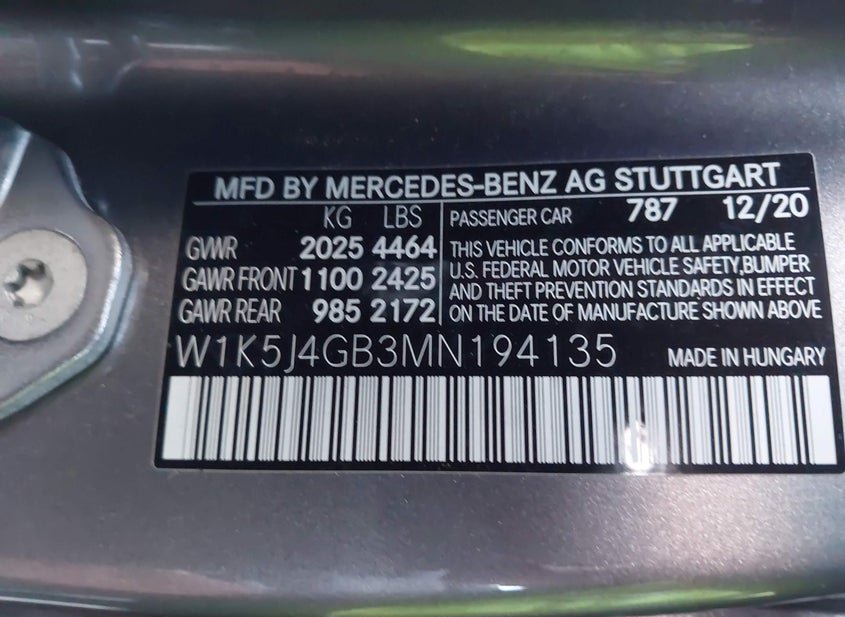 MFD BY MERCEDES-BENZ AG STUTTGART
KG LBS
GVWR 2025 4464
GAWR FRONT 1100 2425
GAWR REAR 985 2172
PASSENGER CAR 787 12/20
THIS VEHICLE CONFORMS TO ALL APPLICABLE
U.S. FEDERAL MOTOR VEHICLE SAFETY,BUMPER
AND THEFT PREVENTION STANDARDS IN EFFECT
ON THE DATE OF MANUFACTURE SHOWN ABOVE
W1K5J4GB3MN194135
MADE IN HUNGARY